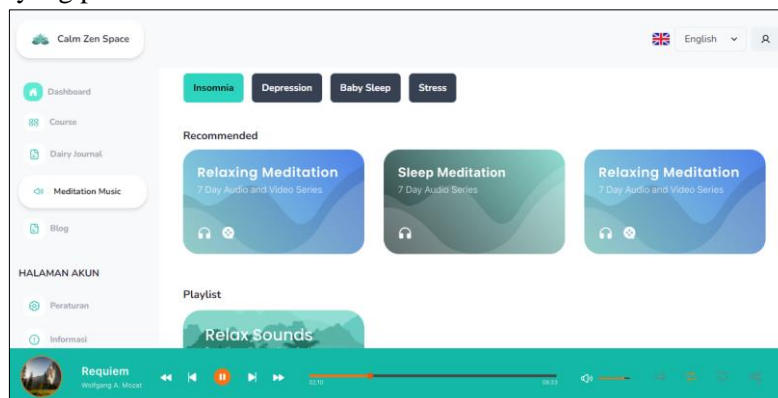 Calm Zen Space
English
Dashboard
Course
Dairy Journal
Meditation Music
Blog
HALAMAN AKUN
Peraturan
Informasi
Insomnia
Depression
Baby Sleep
Stress
Recommended
Relaxing Meditation
7 Day Audio and Video Series
Sleep Meditation
7 Day Audio Series
Relaxing Meditation
7 Day Audio and Video Series
Playlist
Relax Sounds
Requiem
Wolfgang A. Mozat
02,10